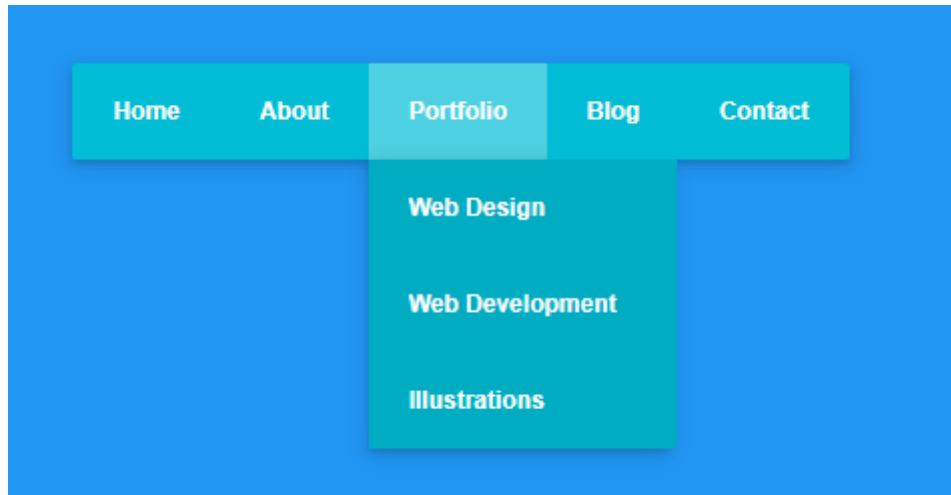 Home About Portfolio Blog Contact
Web Design
Web Development
Illustrations